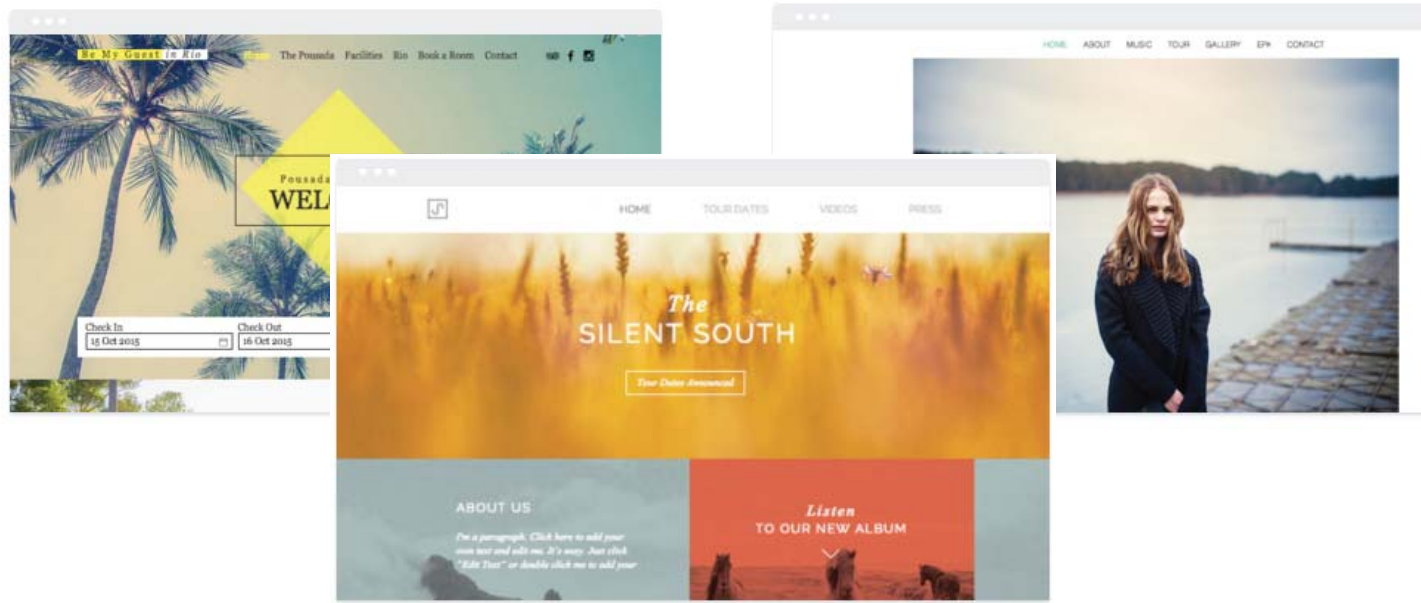 Be My Guest in Rio
The Pousada Facilities Rio Book a Room Contact
Pousada
WEL
Check In
Check Out
15 Oct 2015
16 Oct 2015
HOME ABOUT MUSIC TOUR GALLERY EPK CONTACT
HOME TOUR DATES VIDEOS PRESS
The
SILENT SOUTH
Tour Dates Announced
ABOUT US
I'm a paragraph. Click here to add your
own text and edit me. It's easy. Just click
"Edit Text" or double click me to add your
Listen
TO OUR NEW ALBUM